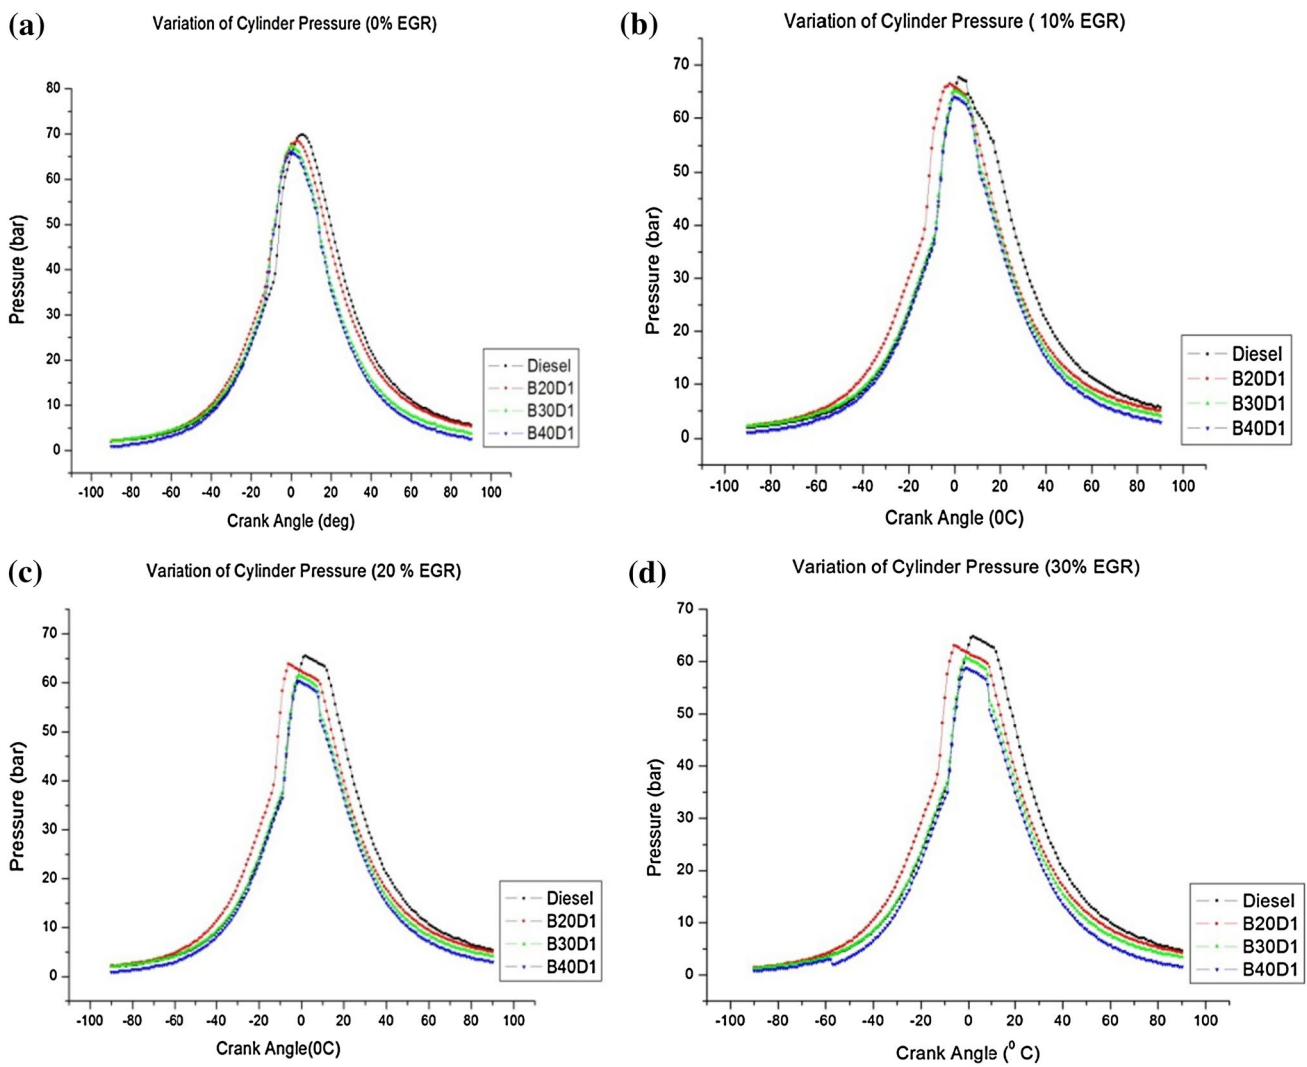 (a)
Variation of Cylinder Pressure (0% EGR)
80
70
60
50
40
30
20
10
0
Pressure (bar)
-100 -80 -60 -40 -20 0 20 40 60 80 100
Crank Angle (deg)
Diesel
B20D1
B30D1
B40D1
(b)
Variation of Cylinder Pressure ( 10% EGR)
70
60
50
40
30
20
10
0
Pressure (bar)
-100 -80 -60 -40 -20 0 20 40 60 80 100
Crank Angle (0C)
Diesel
B20D1
B30D1
B40D1
(c)
Variation of Cylinder Pressure (20 % EGR)
70
60
50
40
30
20
10
0
Pressure (bar)
-100 -80 -60 -40 -20 0 20 40 60 80 100
Crank Angle(0C)
Diesel
B20D1
B30D1
B40D1
(d)
Variation of Cylinder Pressure (30% EGR)
70
60
50
40
30
20
10
0
Pressure (bar)
-100 -80 -60 -40 -20 0 20 40 60 80 100
Crank Angle (⁰ C)
Diesel
B20D1
B30D1
B40D1